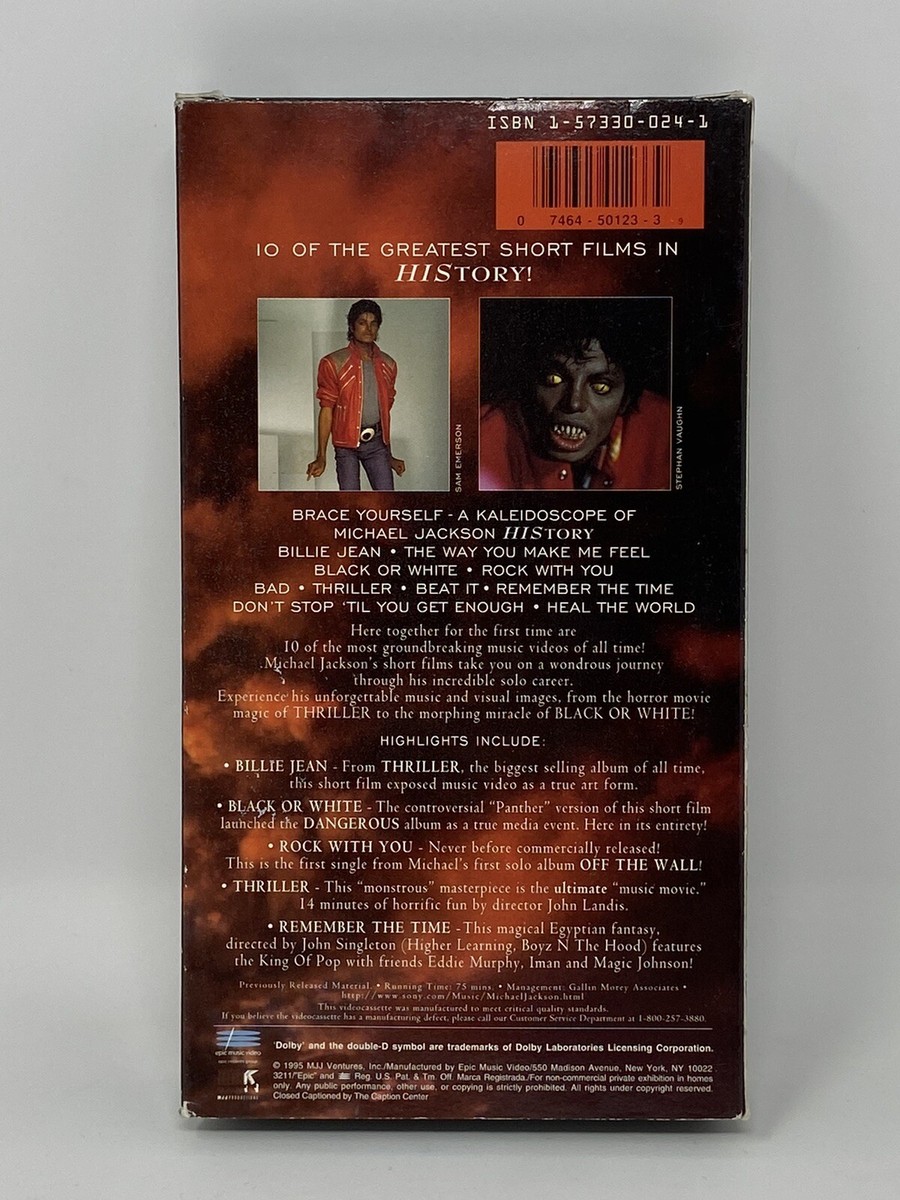 ISBN 1-57330-024-1
0 7464-50123-3 9
10 OF THE GREATEST SHORT FILMS IN
HISTORY!
SAM EMERSON
STEPHAN VAUGHN
BRACE YOURSELF - A KALEIDOSCOPE OF
MICHAEL JACKSON HISTORY
BILLIE JEAN • THE WAY YOU MAKE ME FEEL
BLACK OR WHITE • ROCK WITH YOU
BAD • THRILLER • BEAT IT • REMEMBER THE TIME
DON'T STOP 'TIL YOU GET ENOUGH • HEAL THE WORLD
Here together for the first time are
10 of the most groundbreaking music videos of all time!
Michael Jackson's short films take you on a wondrous journey
through his incredible solo career.
Experience his unforgettable music and visual images, from the horror movie
magic of THRILLER to the morphing miracle of BLACK OR WHITE!
HIGHLIGHTS INCLUDE:
• BILLIE JEAN - From THRILLER, the biggest selling album of all time,
this short film exposed music video as a true art form.
• BLACK OR WHITE - The controversial "Panther" version of this short film
launched the DANGEROUS album as a true media event. Here in its entirety!
• ROCK WITH YOU - Never before commercially released!
This is the first single from Michael's first solo album OFF THE WALL!
• THRILLER - This "monstrous" masterpiece is the ultimate "music movie."
14 minutes of horrific fun by director John Landis.
• REMEMBER THE TIME - This magical Egyptian fantasy,
directed by John Singleton (Higher Learning, Boyz N The Hood) features
the King Of Pop with friends Eddie Murphy, Iman and Magic Johnson!
Previously Released Material. • Running Time: 75 mins. • Management: Gallin Morey Associates •
http://www.sony.com/Music/MichaelJackson.html
This videocassette was manufactured to meet critical quality standards.
If you believe the videocassette has a manufacturing defect, please call our Customer Service Department at 1-800-257-3880.
epic music video
'Dolby' and the double-D symbol are trademarks of Dolby Laboratories Licensing Corporation.
© 1995 MJJ Ventures, Inc./Manufactured by Epic Music Video/550 Madison Avenue, New York, NY 10022
3211/"Epic" and Reg. U.S. Pat. & Tm. Off. Marca Registrada./For non-commercial private exhibition in homes
only. Any public performance, other use, or copying is strictly prohibited. All rights under copyright reserved.
Closed Captioned by The Caption Center
MJJ PRODUCTIONS